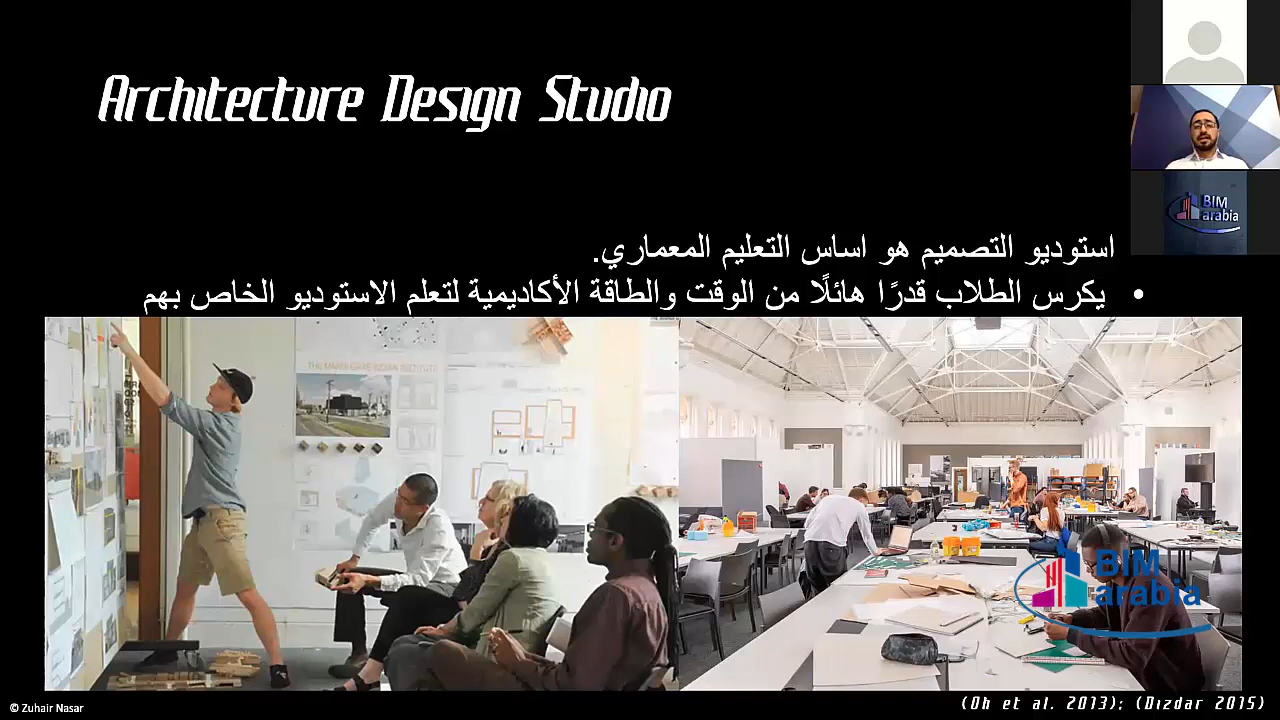 Architecture Design Studio
BIM
arabia
استوديو التصميم هو اساس التعليم المعماري.
• يكرس الطلاب قدرًا هائلًا من الوقت والطاقة الأكاديمية لتعلم الاستوديو الخاص بهم
BIM
arabia
© Zuhair Nasar
(Oh et al. 2013); (Dizdar 2015)